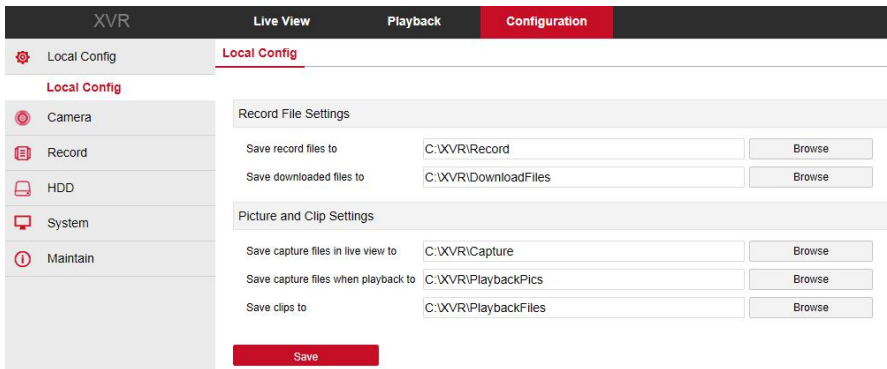 XVR Live View Playback Configuration
Local Config
Local Config
Local Config
Camera
Record
HDD
System
Maintain
Record File Settings
Save record files to C:\XVR\Record Browse
Save downloaded files to C:\XVR\DownloadFiles Browse
Picture and Clip Settings
Save capture files in live view to C:\XVR\Capture Browse
Save capture files when playback to C:\XVR\PlaybackPics Browse
Save clips to C:\XVR\PlaybackFiles Browse
Save